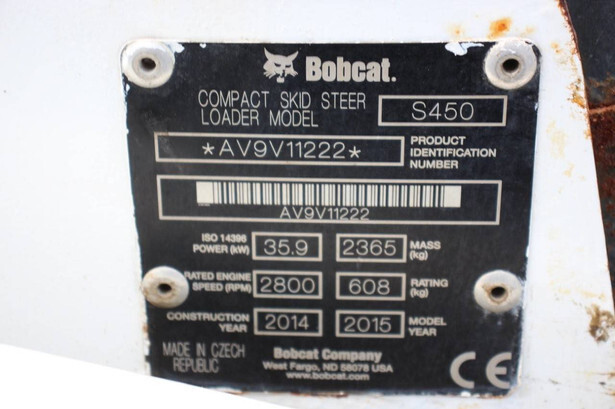 Bobcat.
COMPACT SKID STEER
LOADER MODEL S450
*AV9V11222* PRODUCT IDENTIFICATION NUMBER
AV9V11222
ISO 14396 POWER (kW) 35.9 2365 MASS (kg)
RATED ENGINE SPEED (RPM) 2800 608 RATING (kg)
CONSTRUCTION YEAR 2014 2015 MODEL YEAR
MADE IN CZECH REPUBLIC
Bobcat Company
West Fargo, ND 58078 USA
www.bobcat.com
CE